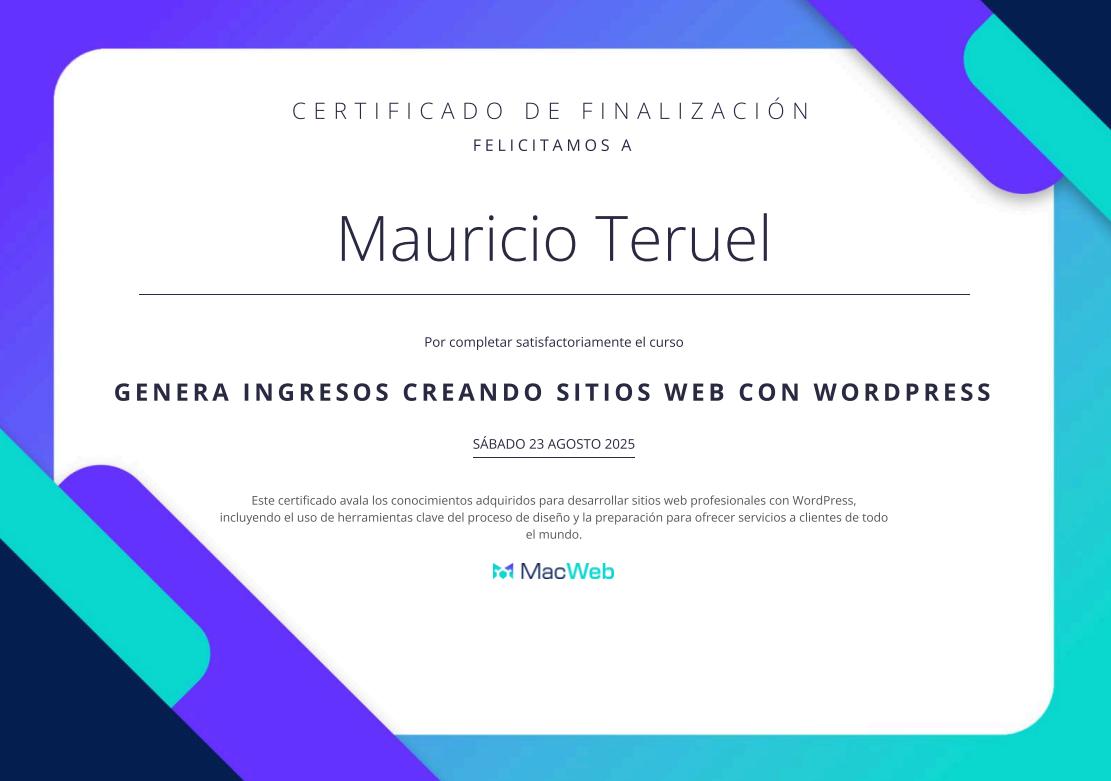 CERTIFICADO DE FINALIZACIÓN
FELICITAMOS A
Mauricio Teruel
Por completar satisfactoriamente el curso
GENERA INGRESOS CREANDO SITIOS WEB CON WORDPRESS
SÁBADO 23 AGOSTO 2025
Este certificado avala los conocimientos adquiridos para desarrollar sitios web profesionales con WordPress,
incluyendo el uso de herramientas clave del proceso de diseño y la preparación para ofrecer servicios a clientes de todo
el mundo.
MacWeb